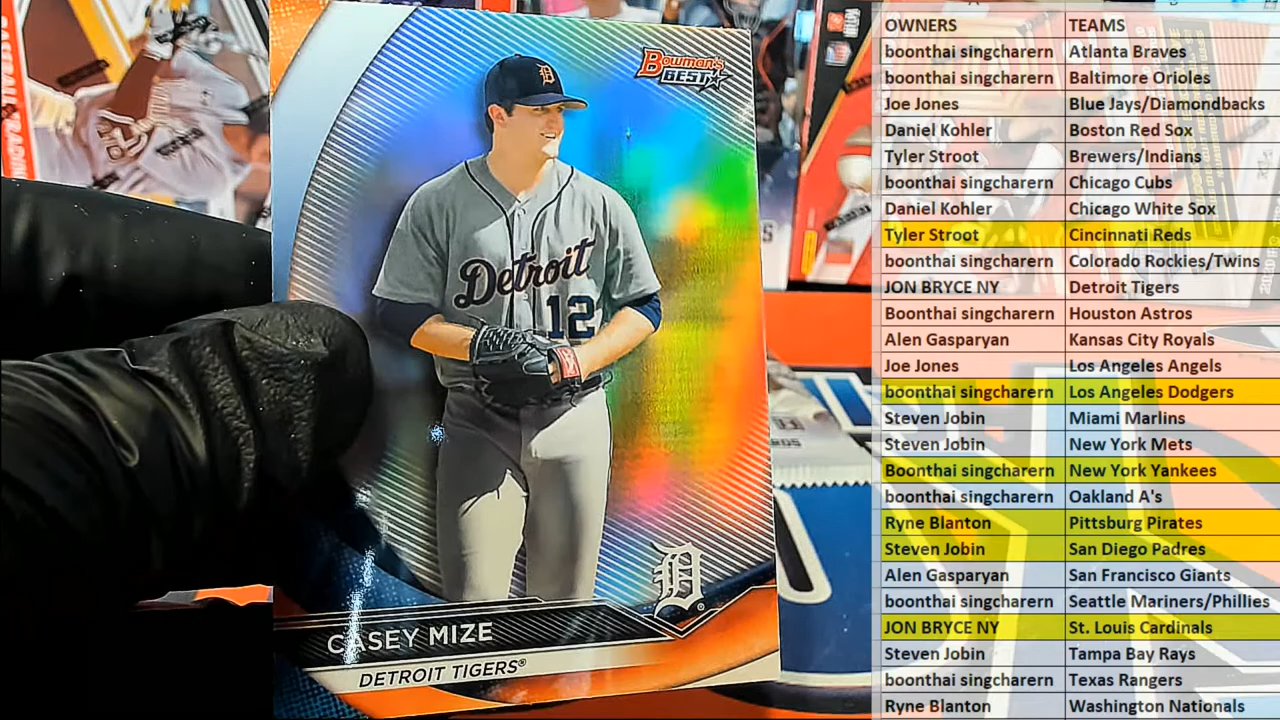 Bowman's
BEST
D
Detroit
12
CASEY MIZE
DETROIT TIGERS®
OWNERS TEAMS
boonthai singcharern Atlanta Braves
boonthai singcharern Baltimore Orioles
Joe Jones Blue Jays/Diamondbacks
Daniel Kohler Boston Red Sox
Tyler Stroot Brewers/Indians
boonthai singcharern Chicago Cubs
Daniel Kohler Chicago White Sox
Tyler Stroot Cincinnati Reds
boonthai singcharern Colorado Rockies/Twins
JON BRYCE NY Detroit Tigers
Boonthai singcharern Houston Astros
Alen Gasparyan Kansas City Royals
Joe Jones Los Angeles Angels
boonthai singcharern Los Angeles Dodgers
Steven Jobin Miami Marlins
Steven Jobin New York Mets
Boonthai singcharern New York Yankees
boonthai singcharern Oakland A's
Ryne Blanton Pittsburg Pirates
Steven Jobin San Diego Padres
Alen Gasparyan San Francisco Giants
boonthai singcharern Seattle Mariners/Phillies
JON BRYCE NY St. Louis Cardinals
Steven Jobin Tampa Bay Rays
boonthai singcharern Texas Rangers
Ryne Blanton Washington Nationals